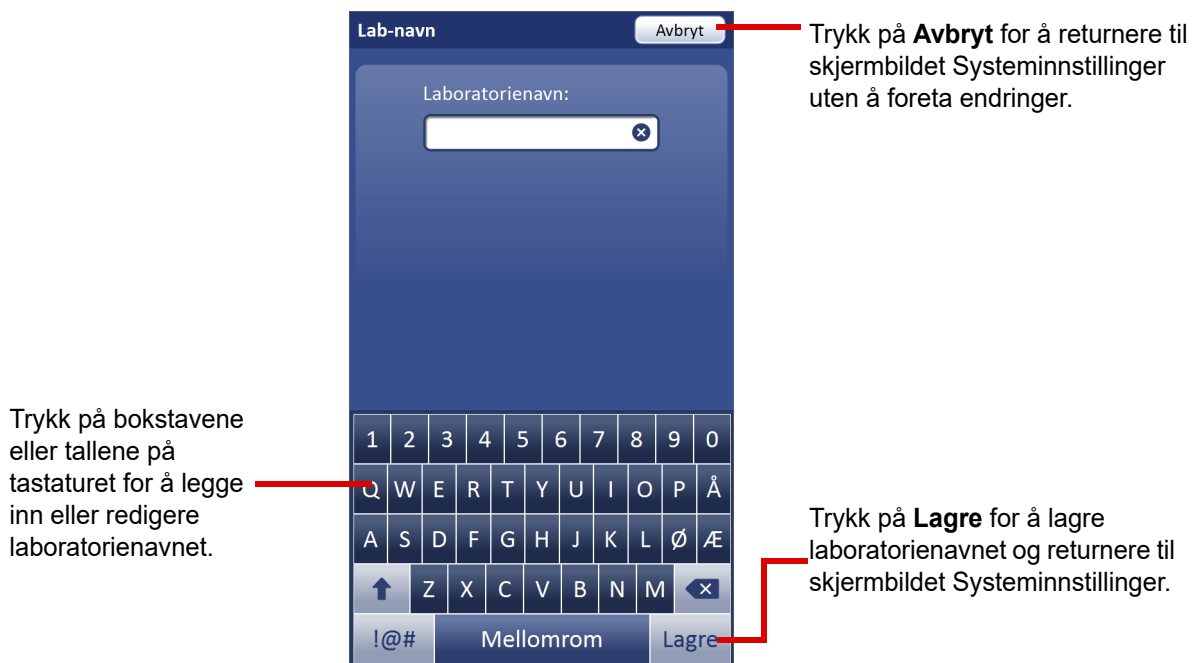 Lab-navn
Avbryt
Trykk på Avbryt for å returnere til
skjermbildet Systeminnstillinger
uten å foreta endringer.
Laboratorienavn:
Trykk på bokstavene
eller tallene på
tastaturet for å legge
inn eller redigere
laboratorienavnet.
1 2 3 4 5 6 7 8 9 0
Q W E R T Y U I O P Å
A S D F G H J K L Ø Æ
Z X C V B N M
!@# Mellomrom Lagre
Trykk på Lagre for å lagre
laboratorienavnet og returnere til
skjermbildet Systeminnstillinger.